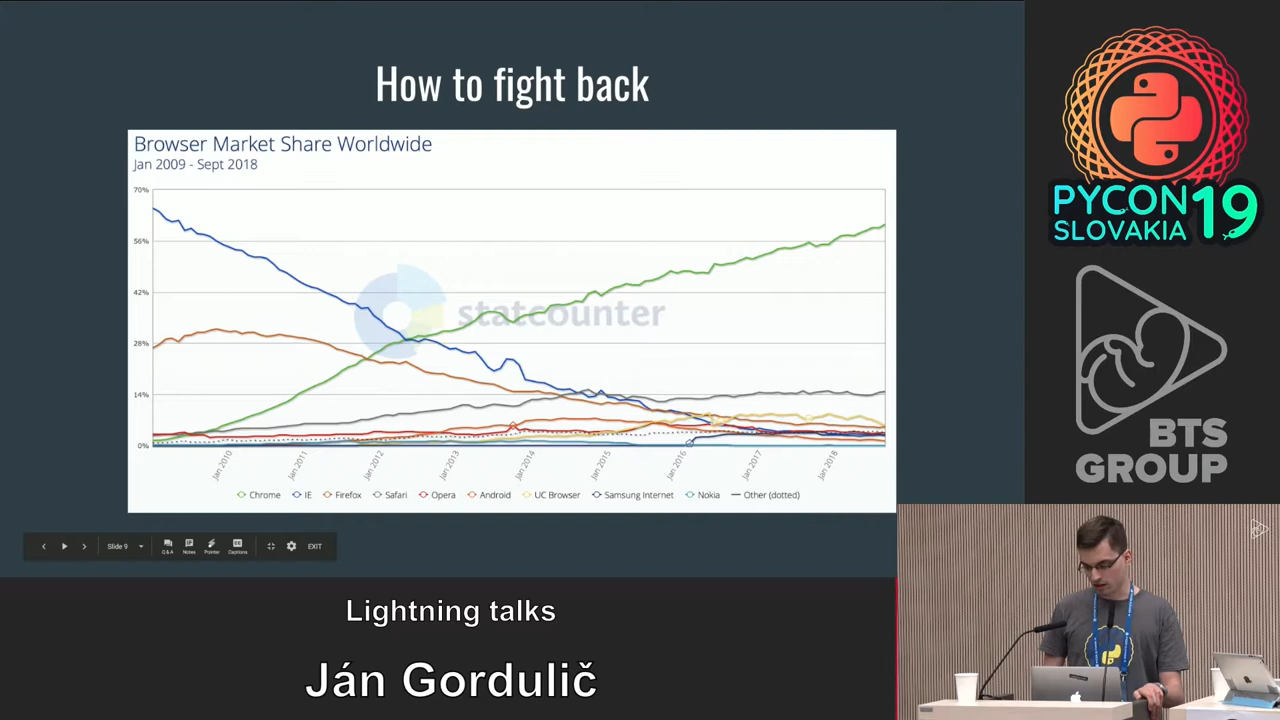 How to fight back
Browser Market Share Worldwide
Jan 2009 - Sept 2018
70%
56%
42%
28%
14%
0%
statcounter
Jan 2010
Jan 2011
Jan 2012
Jan 2013
Jan 2014
Jan 2015
Jan 2016
Jan 2017
Jan 2018
Chrome IE Firefox Safari Opera Android UC Browser Samsung Internet Nokia Other (dotted)
Slide 9
Q&A Notes Pointer Captions EXIT
Lightning talks
Ján Gordulič
PYCON
SLOVAKIA
19
BTS
GROUP